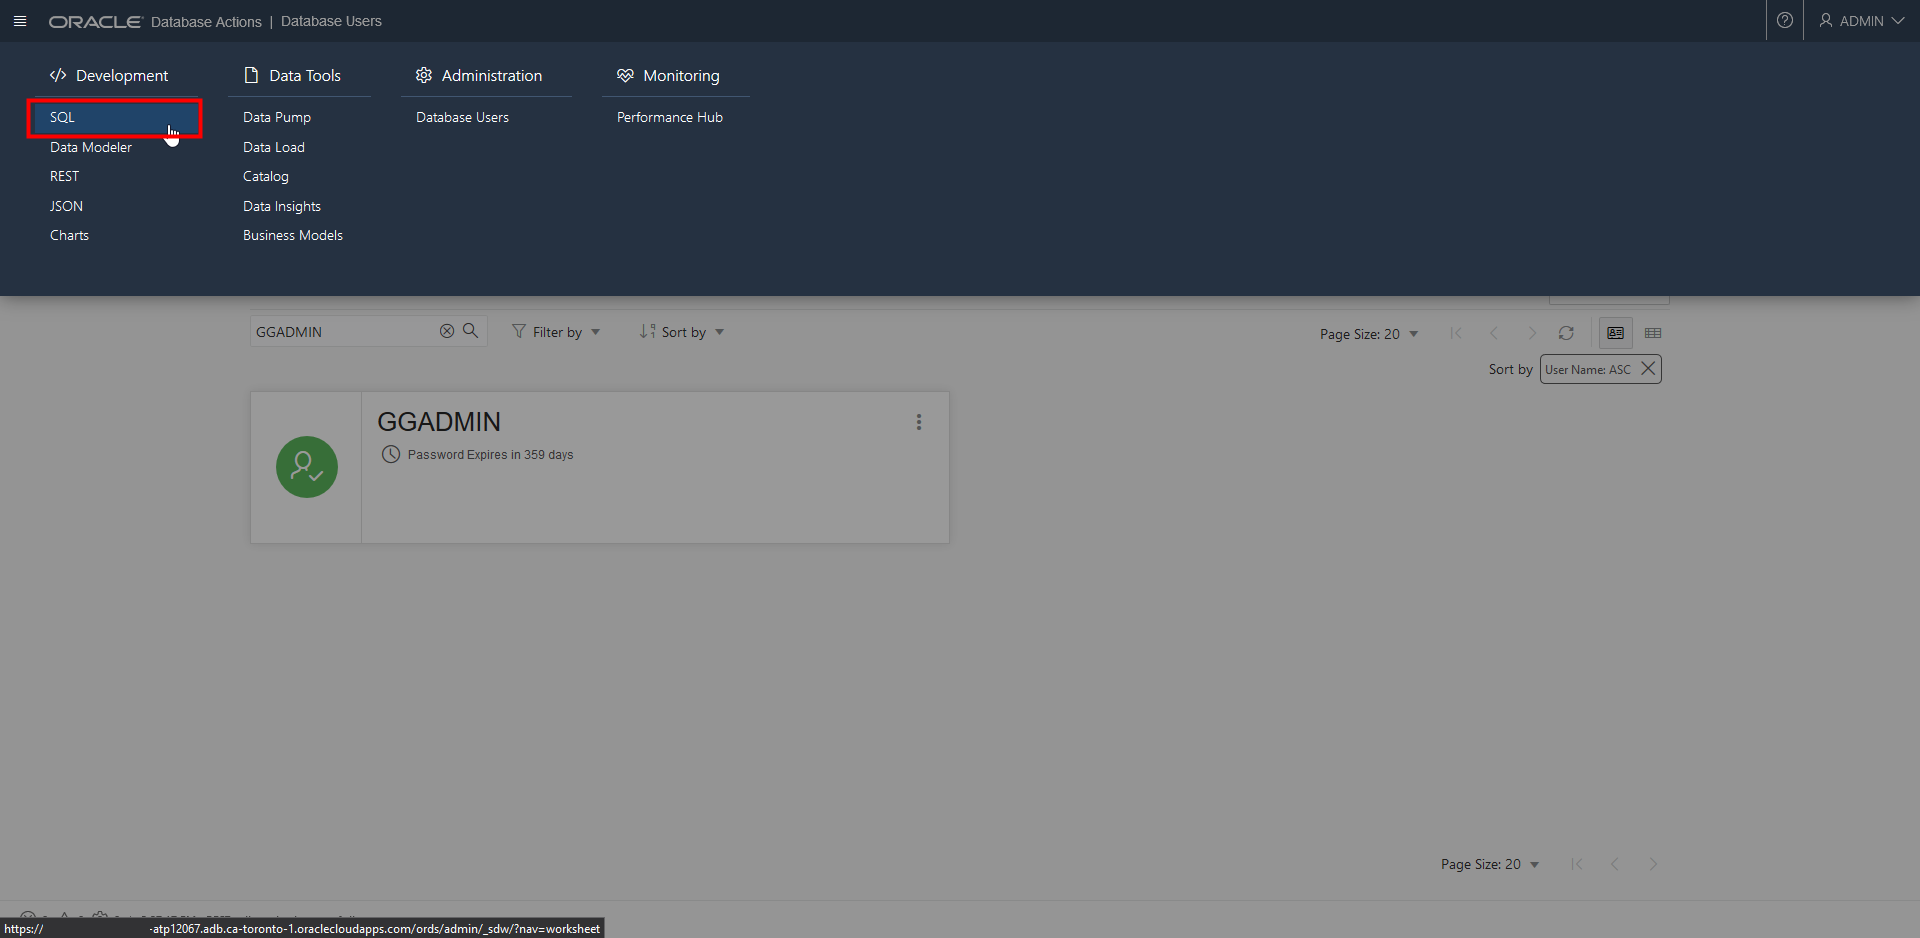 ORACLE Database Actions | Database Users
ADMIN
Development
SQL
Data Modeler
REST
JSON
Charts
Data Tools
Data Pump
Data Load
Catalog
Data Insights
Business Models
Administration
Database Users
Monitoring
Performance Hub
GGADMIN
Filter by
Sort by
Page Size: 20
Sort by User Name: ASC
GGADMIN
Password Expires in 359 days
Page Size: 20
https:// -atp12067.adb.ca-toronto-1.oraclecloudapps.com/ords/admin/_sdw/?nav=worksheet